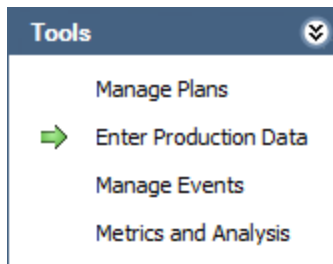 Tools
Manage Plans
Enter Production Data
Manage Events
Metrics and Analysis